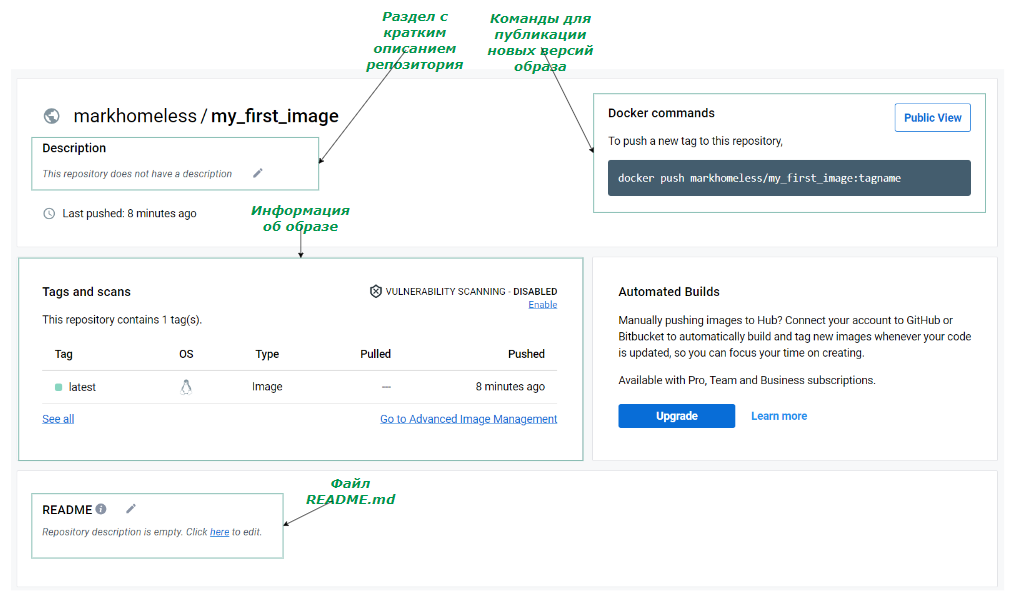 Раздел с
кратким
описанием
репозитория
Команды для
публикации
новых версий
образа
markhomeless / my_first_image
Description
This repository does not have a description
Last pushed: 8 minutes ago
Docker commands
Public View
To push a new tag to this repository,
docker push markhomeless/my_first_image:tagname
Информация
об образе
Tags and scans
VULNERABILITY SCANNING - DISABLED
Enable
This repository contains 1 tag(s).
Tag OS Type Pulled Pushed
latest Image — 8 minutes ago
See all
Go to Advanced Image Management
Automated Builds
Manually pushing images to Hub? Connect your account to GitHub or
Bitbucket to automatically build and tag new images whenever your code
is updated, so you can focus your time on creating.
Available with Pro, Team and Business subscriptions.
Upgrade
Learn more
Файл
README.md
README
Repository description is empty. Click here to edit.